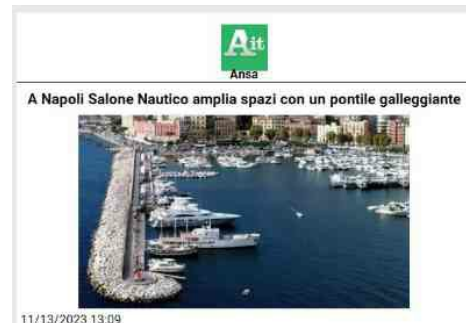 Ait
Ansa
A Napoli Salone Nautico amplia spazi con un pontile galleggiante
11/13/2023 13:09